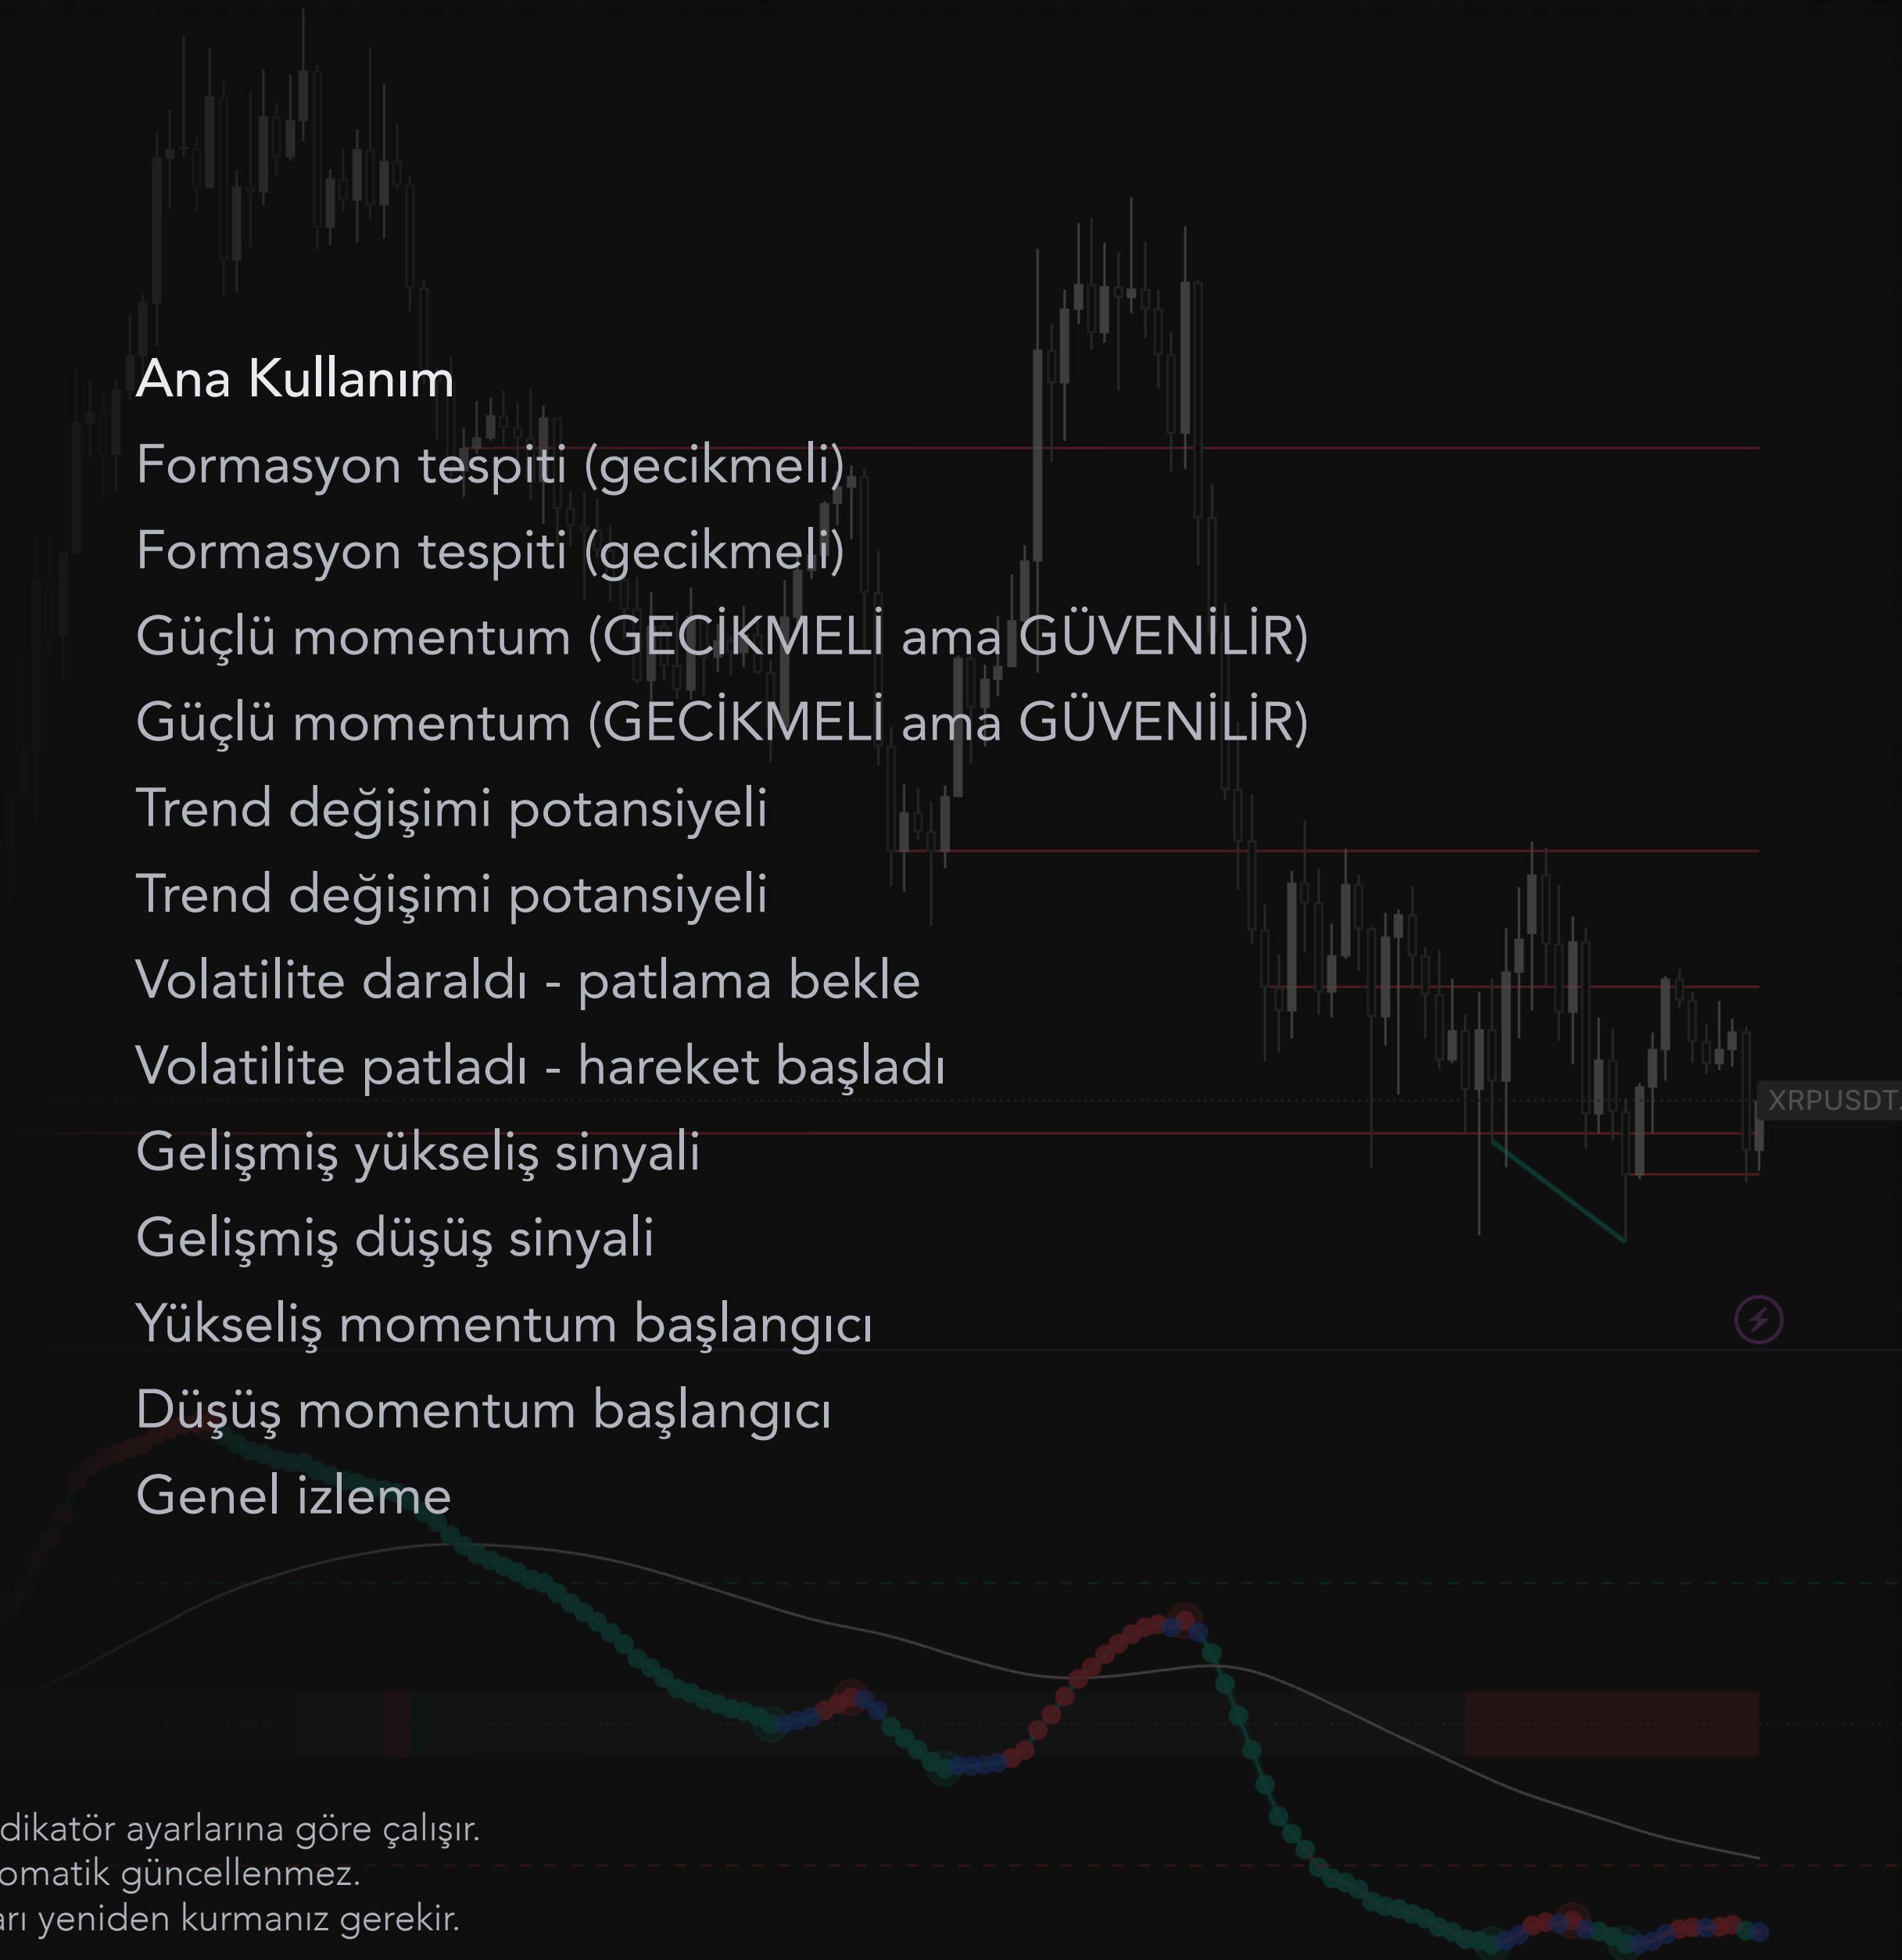 Ana Kullanım
Formasyon tespiti (gecikmeli)
Formasyon tespiti (gecikmeli)
Güçlü momentum (GECİKMELİ ama GÜVENİLİR)
Güçlü momentum (GECİKMELİ ama GÜVENİLİR)
Trend değişimi potansiyeli
Trend değişimi potansiyeli
Volatilite daraldı - patlama bekle
Volatilite patladı - hareket başladı
XRPUSDT.
Gelişmiş yükseliş sinyali
Gelişmiş düşüş sinyali
Yükseliş momentum başlangıcı
Düşüş momentum başlangıcı
Genel izleme
dikatör ayarlarına göre çalışır.
omatik güncellenmez.
arı yeniden kurmanız gerekir.